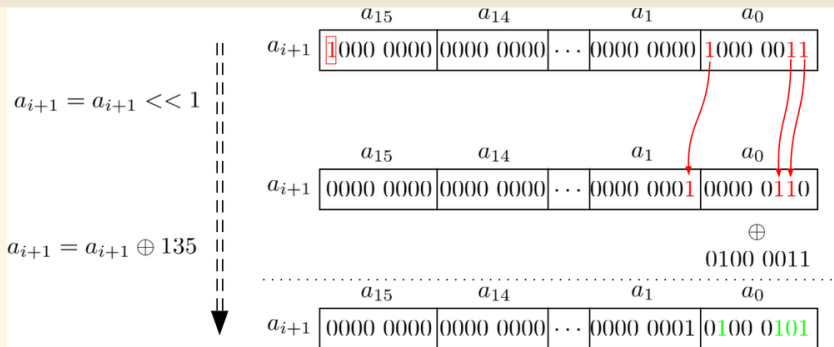 a₁₅ a₁₄ a₁ a₀
aᵢ₊₁ 1000 0000 0000 0000 ··· 0000 0000 1000 0011
aᵢ₊₁ = aᵢ₊₁ << 1
a₁₅ a₁₄ a₁ a₀
aᵢ₊₁ 0000 0000 0000 0000 ··· 0000 0001 0000 0110
aᵢ₊₁ = aᵢ₊₁ ⊕ 135
⊕
0100 0011
a₁₅ a₁₄ a₁ a₀
aᵢ₊₁ 0000 0000 0000 0000 ··· 0000 0001 0100 0101